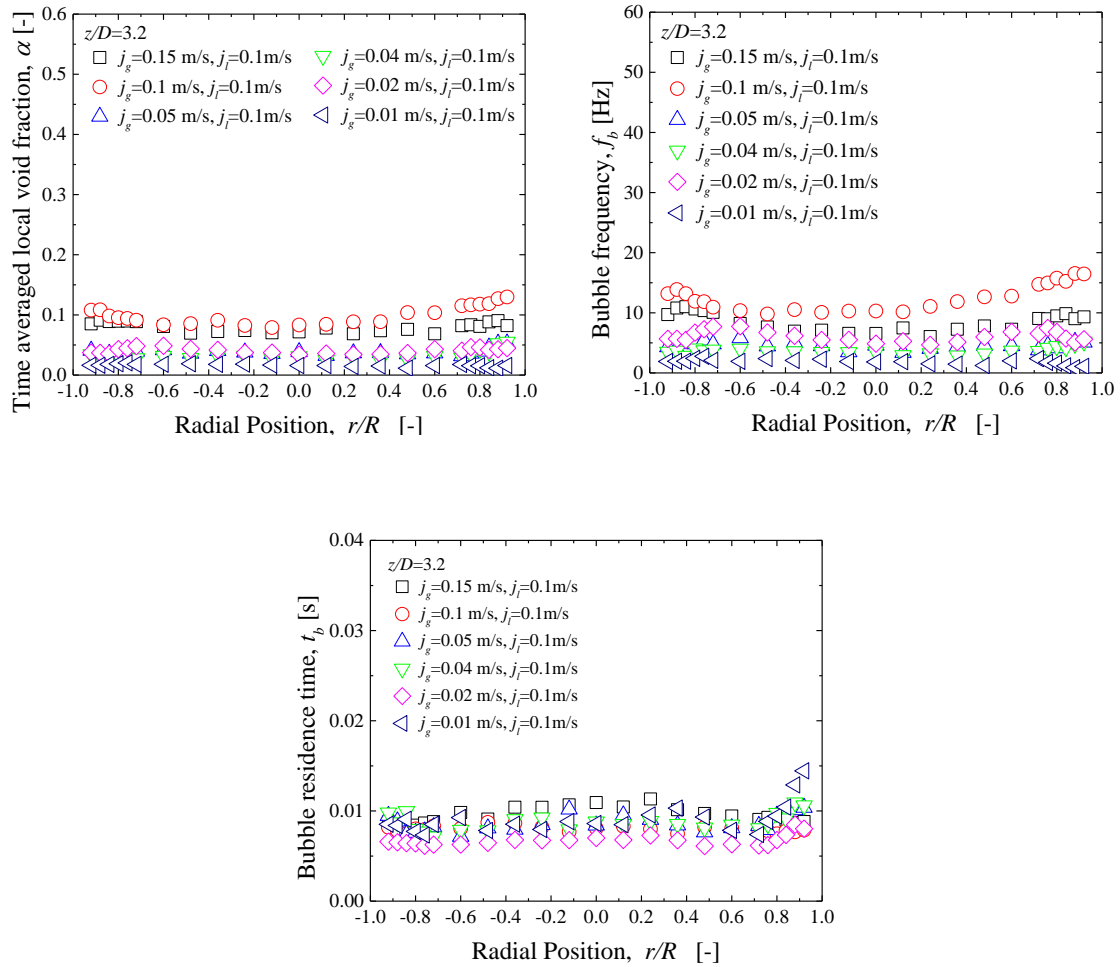 Time averaged local void fraction, α [-]
0.6
0.5
0.4
0.3
0.2
0.1
0.0
z/D=3.2
j_g=0.15 m/s, j_l=0.1m/s
j_g=0.1 m/s, j_l=0.1m/s
j_g=0.05 m/s, j_l=0.1m/s
j_g=0.04 m/s, j_l=0.1m/s
j_g=0.02 m/s, j_l=0.1m/s
j_g=0.01 m/s, j_l=0.1m/s
-1.0 -0.8 -0.6 -0.4 -0.2 0.0 0.2 0.4 0.6 0.8 1.0
Radial Position, r/R [-]
Bubble frequency, f_b [Hz]
60
50
40
30
20
10
0
z/D=3.2
j_g=0.15 m/s, j_l=0.1m/s
j_g=0.1 m/s, j_l=0.1m/s
j_g=0.05 m/s, j_l=0.1m/s
j_g=0.04 m/s, j_l=0.1m/s
j_g=0.02 m/s, j_l=0.1m/s
j_g=0.01 m/s, j_l=0.1m/s
-1.0 -0.8 -0.6 -0.4 -0.2 0.0 0.2 0.4 0.6 0.8 1.0
Radial Position, r/R [-]
Bubble residence time, t_b [s]
0.04
0.03
0.02
0.01
0.00
z/D=3.2
j_g=0.15 m/s, j_l=0.1m/s
j_g=0.1 m/s, j_l=0.1m/s
j_g=0.05 m/s, j_l=0.1m/s
j_g=0.04 m/s, j_l=0.1m/s
j_g=0.02 m/s, j_l=0.1m/s
j_g=0.01 m/s, j_l=0.1m/s
-1.0 -0.8 -0.6 -0.4 -0.2 0.0 0.2 0.4 0.6 0.8 1.0
Radial Position, r/R [-]